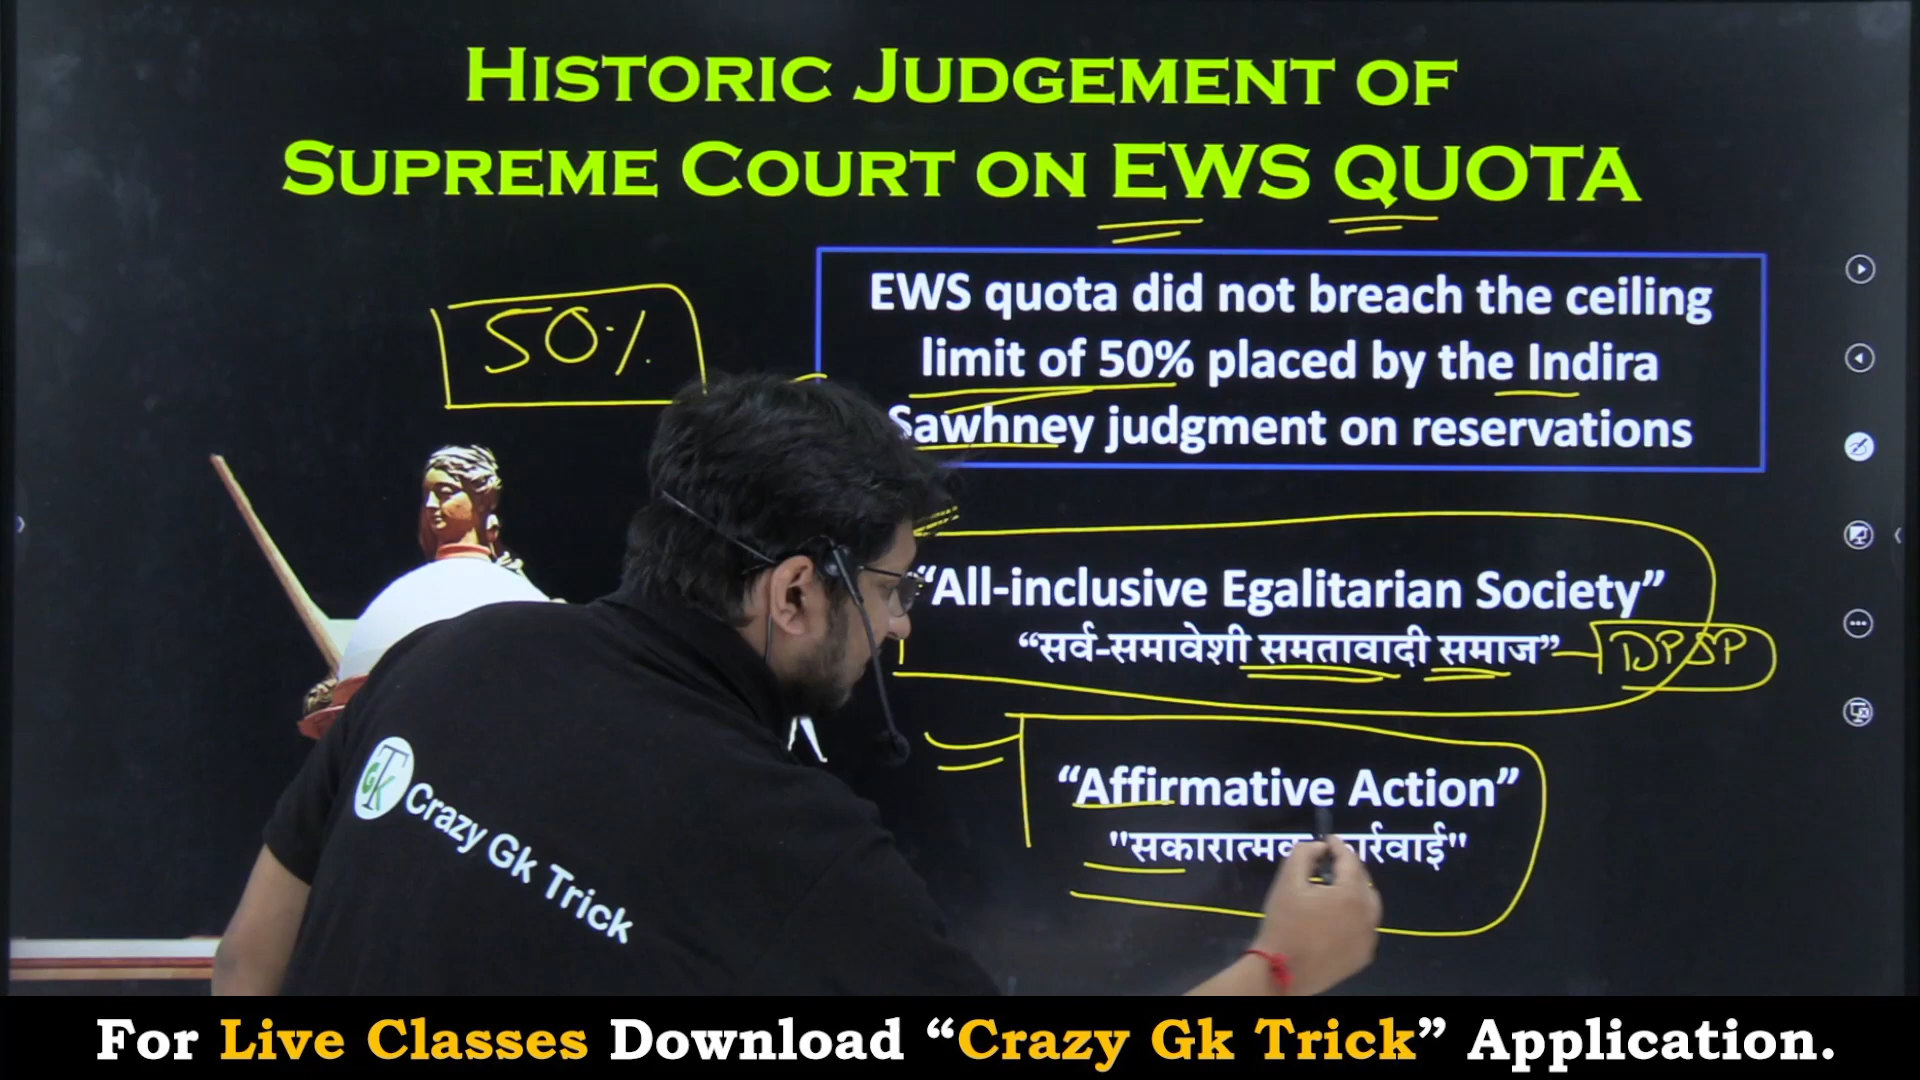 HISTORIC JUDGEMENT OF
SUPREME COURT ON EWS QUOTA
50%
EWS quota did not breach the ceiling
limit of 50% placed by the Indira
Sawhney judgment on reservations
“All-inclusive Egalitarian Society”
“सर्व-समावेशी समतावादी समाज”
DPSP
“Affirmative Action”
"सकारात्मक कार्रवाई"
GTK
Crazy Gk Trick
For Live Classes Download “Crazy Gk Trick” Application.